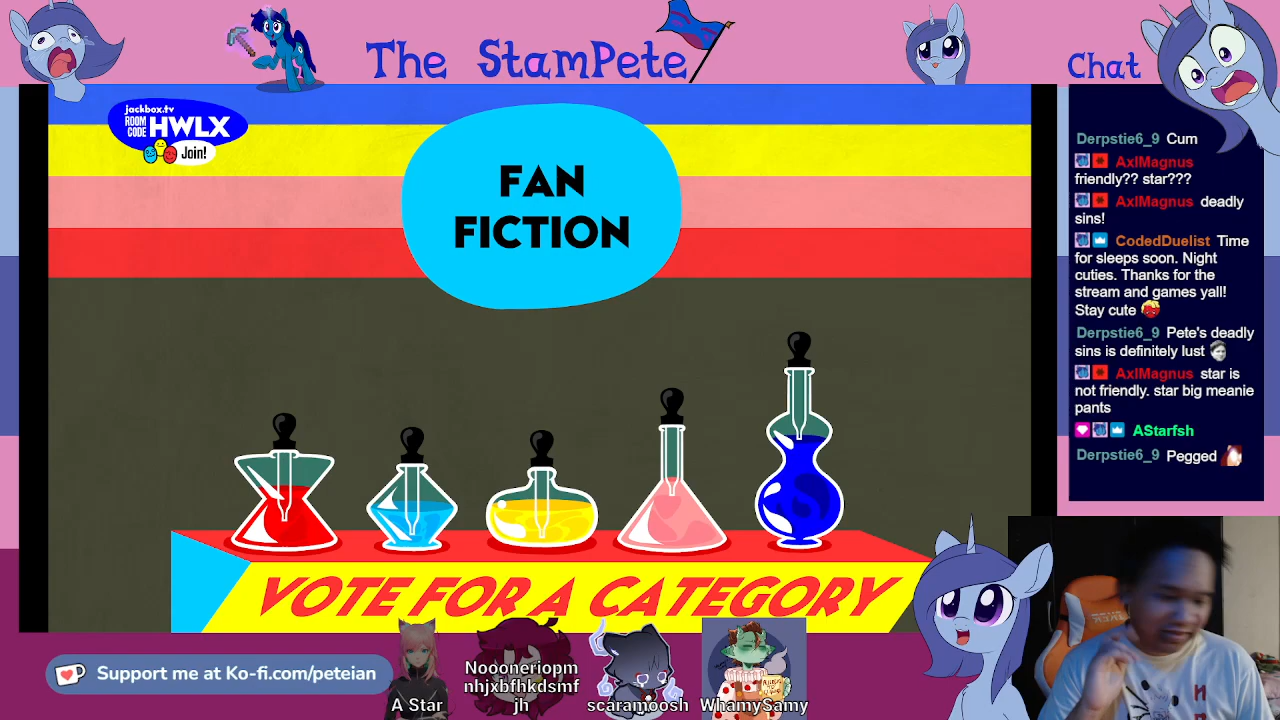 The StamPete
Chat
jackbox.tv
ROOM
CODE
HWLX
Join!
FAN
FICTION
VOTE FOR A CATEGORY
Derpstie6_9 Cum
AxlMagnus
friendly?? star???
AxlMagnus deadly
sins!
CodedDuelist Time
for sleeps soon. Night
cuties. Thanks for the
stream and games yall!
Stay cute
Derpstie6_9 Pete's deadly
sins is definitely lust
AxlMagnus star is
not friendly. star big meanie
pants
AStarfsh
Derpstie6_9 Pegged
Support me at Ko-fi.com/peteian
A Star
Noooneriopm
nhjxbfhkdsmf
jh
scaramoosh
WhamySamy